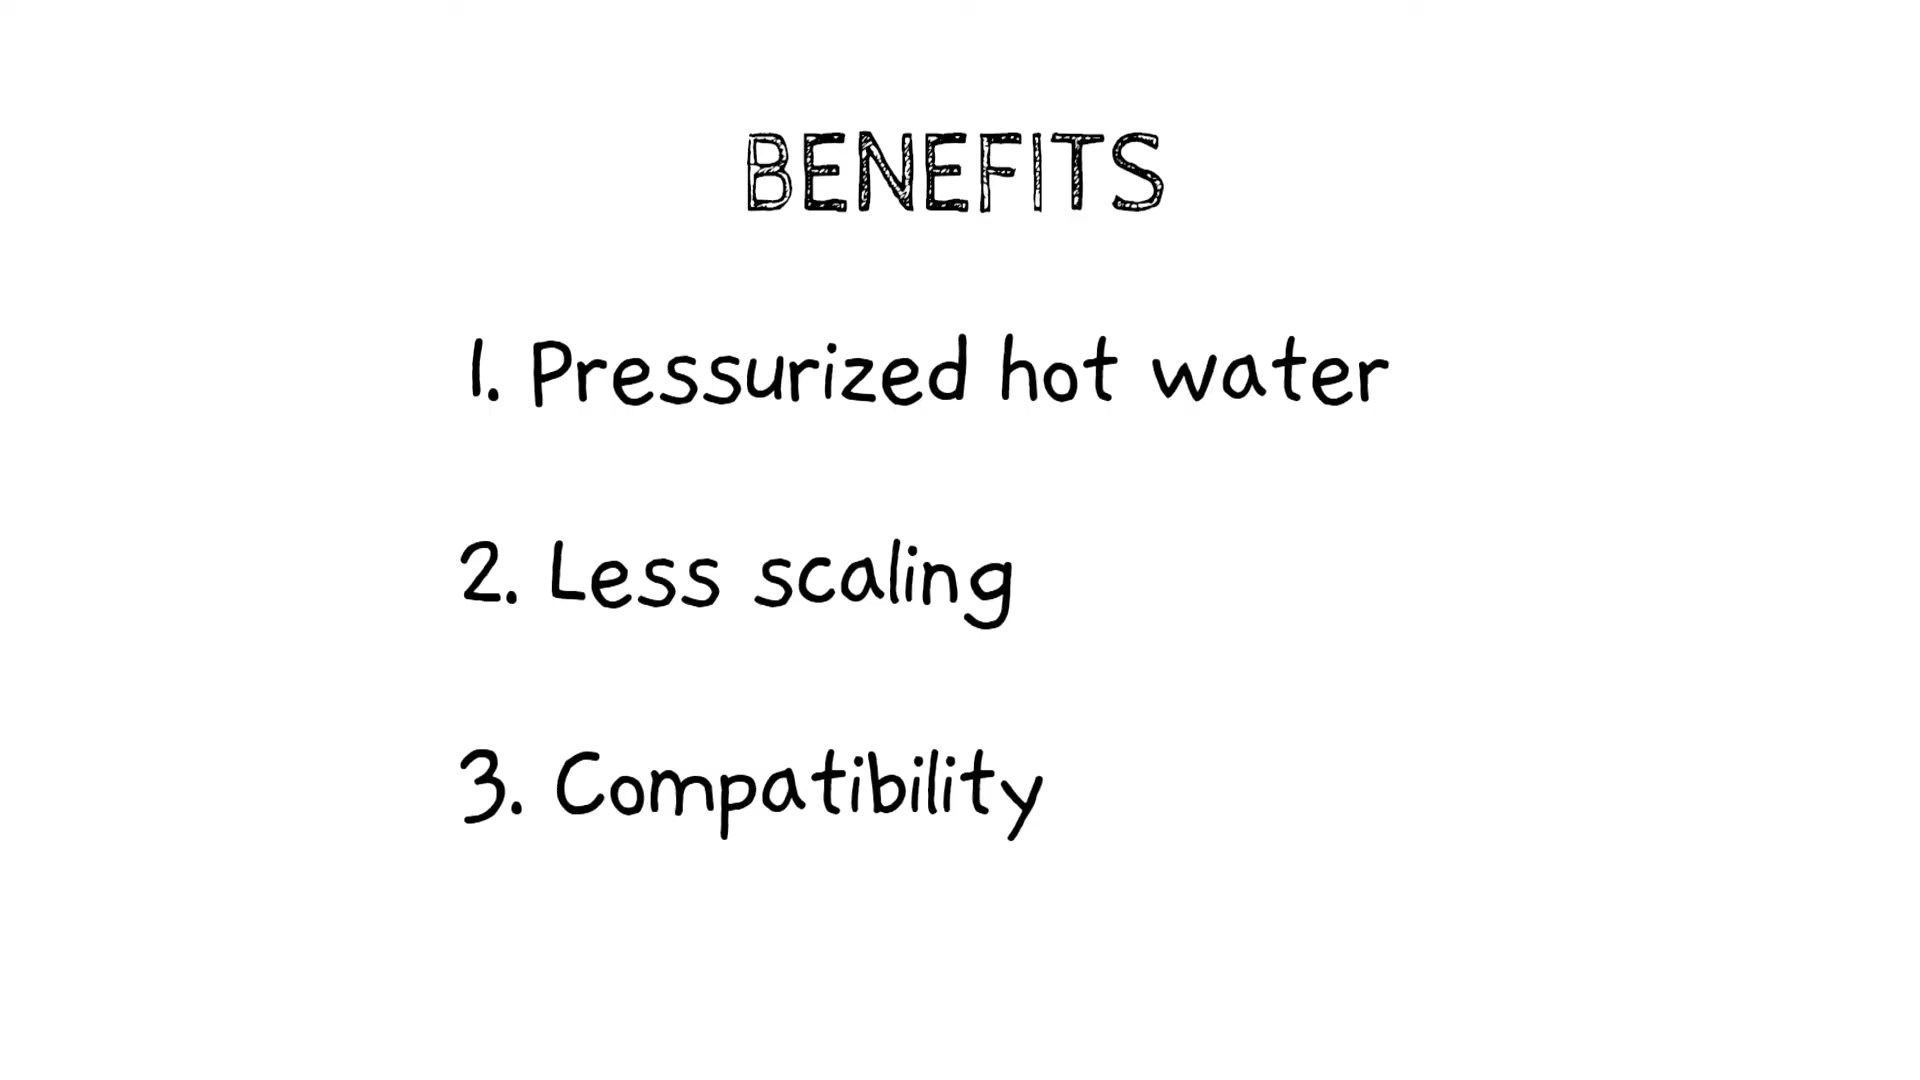 BENEFITS
1. Pressurized hot water
2. Less scaling
3. Compatibility